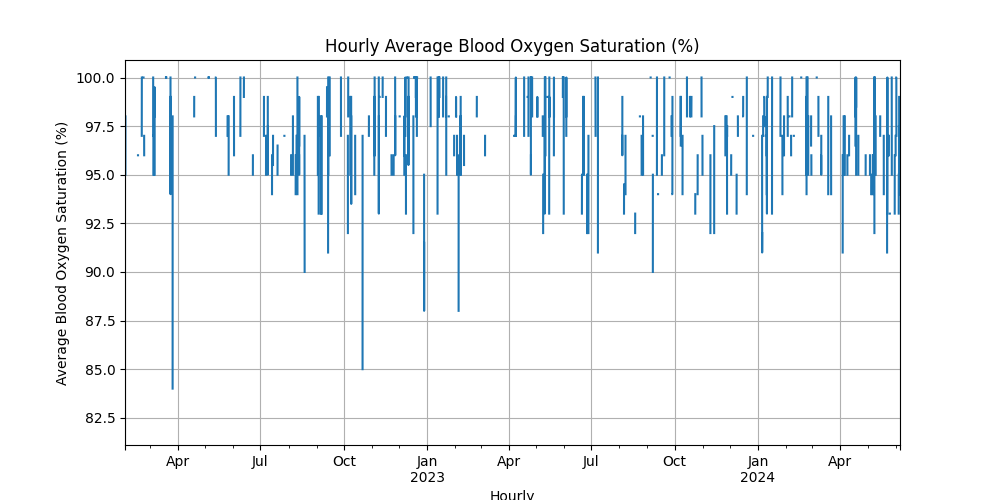 Hourly Average Blood Oxygen Saturation (%)
Average Blood Oxygen Saturation (%)
100.0
97.5
95.0
92.5
90.0
87.5
85.0
82.5
Apr Jul Oct Jan Apr Jul Oct Jan Apr
2023 2024
Hourly